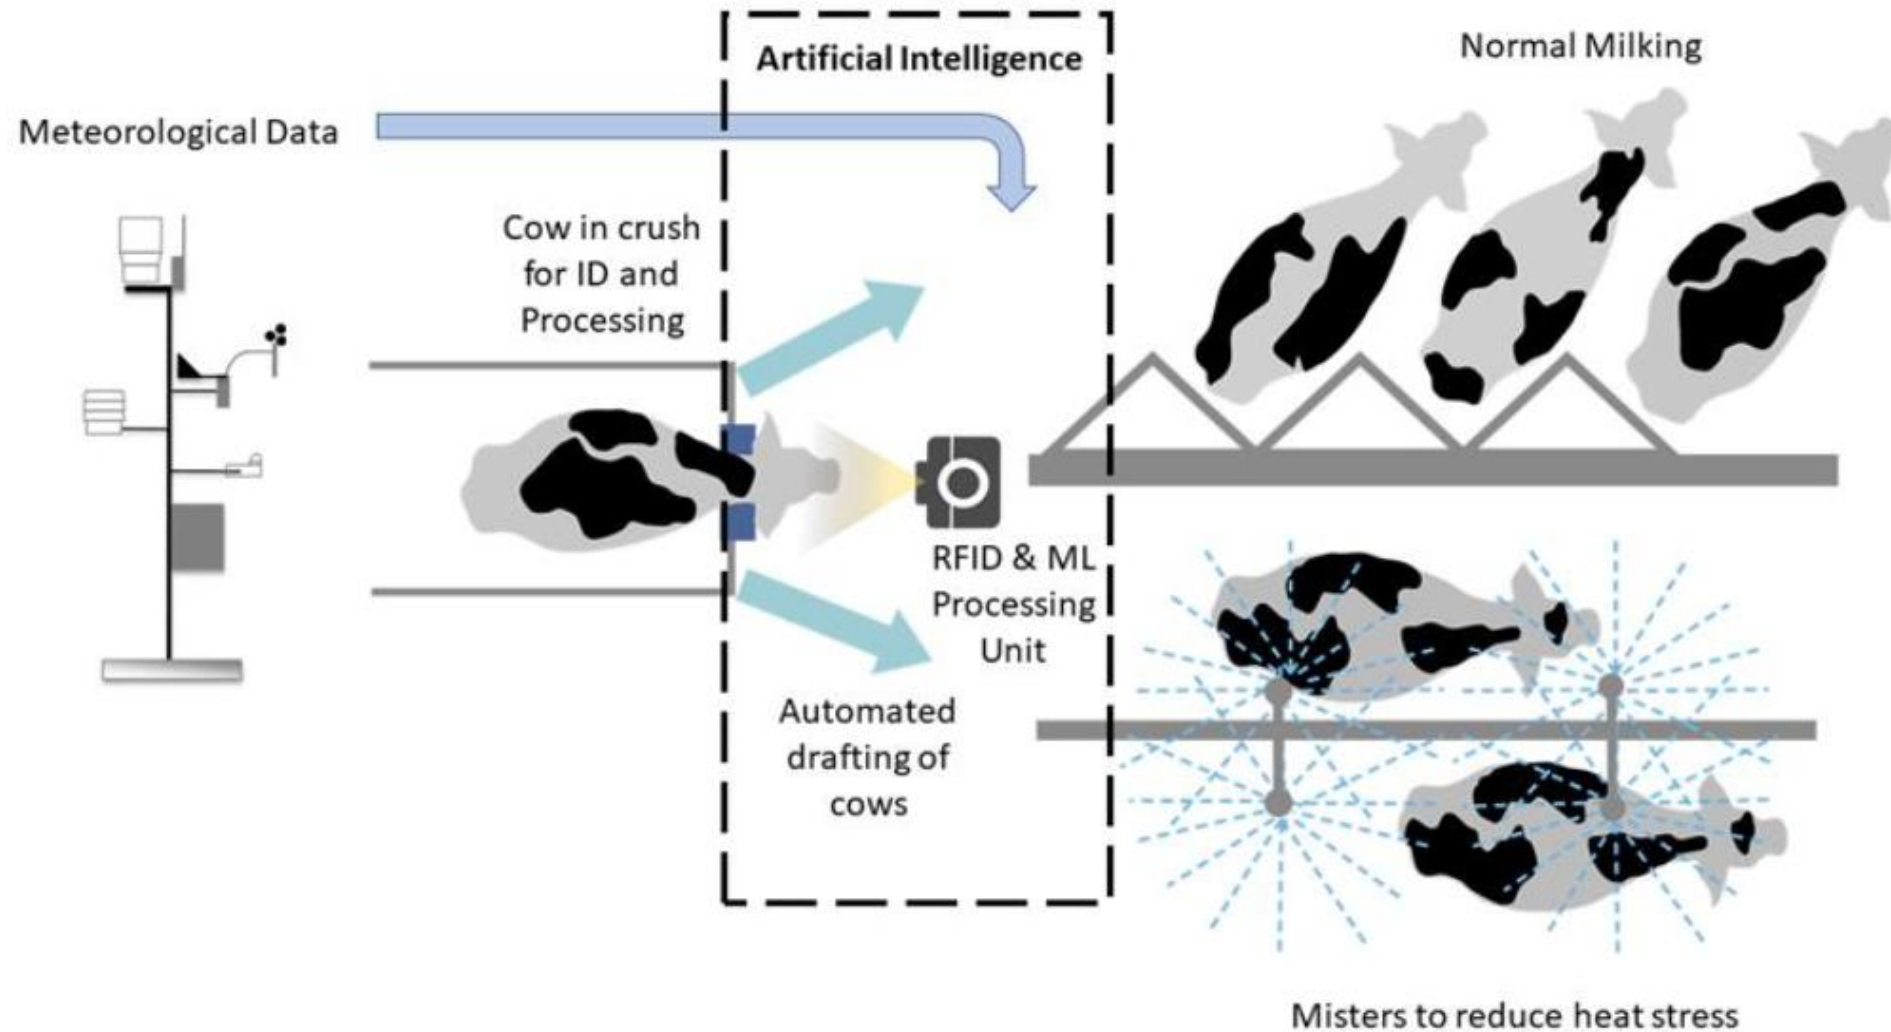 Artificial Intelligence
Normal Milking
Meteorological Data
Cow in crush
for ID and
Processing
RFID & ML
Processing
Unit
Automated
drafting of
cows
Misters to reduce heat stress